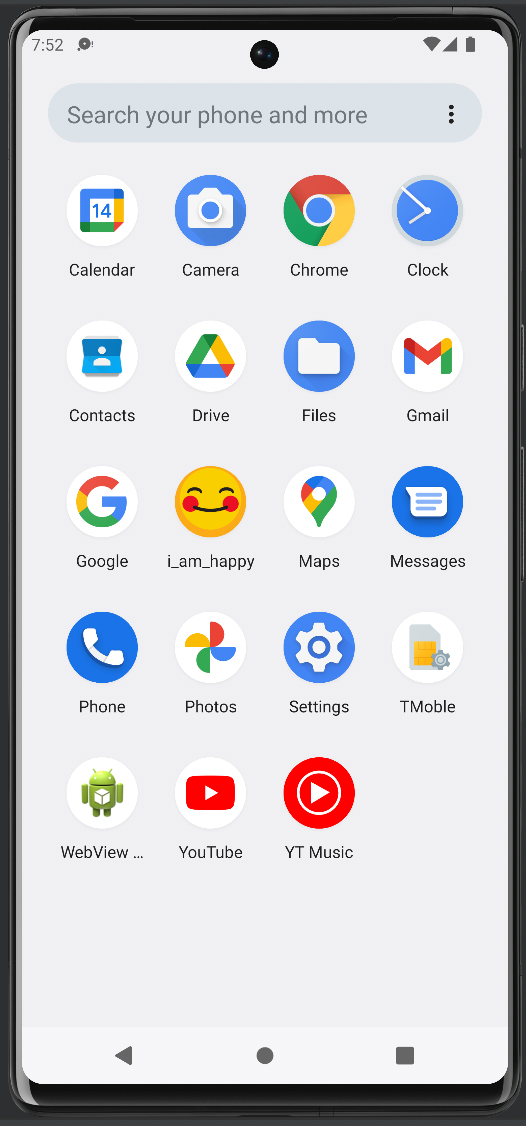 7:52
Search your phone and more
14
Calendar
Camera
Chrome
Clock
Contacts
Drive
Files
Gmail
Google
i_am_happy
Maps
Messages
Phone
Photos
Settings
TMoble
WebView ...
YouTube
YT Music